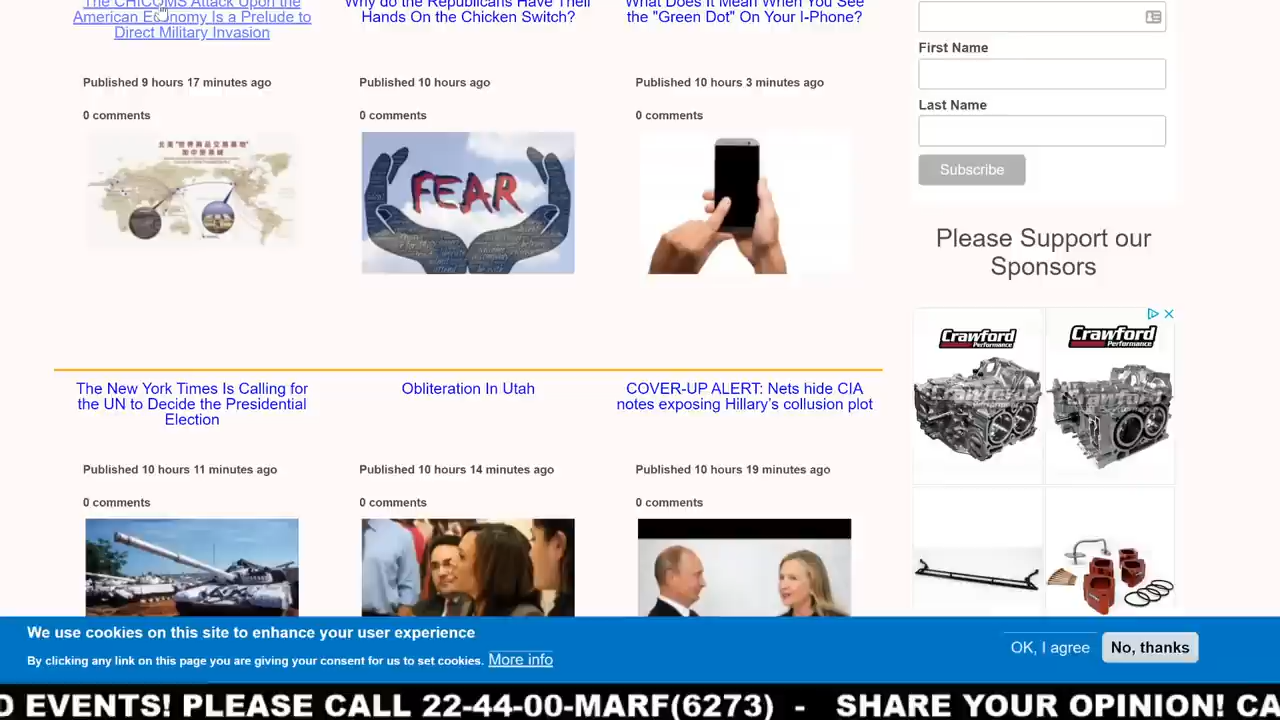 The CHICOMS Attack Upon the
American Economy Is a Prelude to
Direct Military Invasion
Why do the Republicans Have Their
Hands On the Chicken Switch?
What Does It Mean When You See
the "Green Dot" On Your I-Phone?
Published 9 hours 17 minutes ago
Published 10 hours ago
Published 10 hours 3 minutes ago
0 comments
0 comments
0 comments
FEAR
First Name
Last Name
Subscribe
Please Support our
Sponsors
Crawford
Performance
Crawford
Performance
The New York Times Is Calling for
the UN to Decide the Presidential
Election
Obliteration In Utah
COVER-UP ALERT: Nets hide CIA
notes exposing Hillary’s collusion plot
Published 10 hours 11 minutes ago
Published 10 hours 14 minutes ago
Published 10 hours 19 minutes ago
0 comments
0 comments
0 comments
We use cookies on this site to enhance your user experience
By clicking any link on this page you are giving your consent for us to set cookies. More info
OK, I agree
No, thanks
D EVENTS! PLEASE CALL 22-44-00-MARF(6273) - SHARE YOUR OPINION! CA